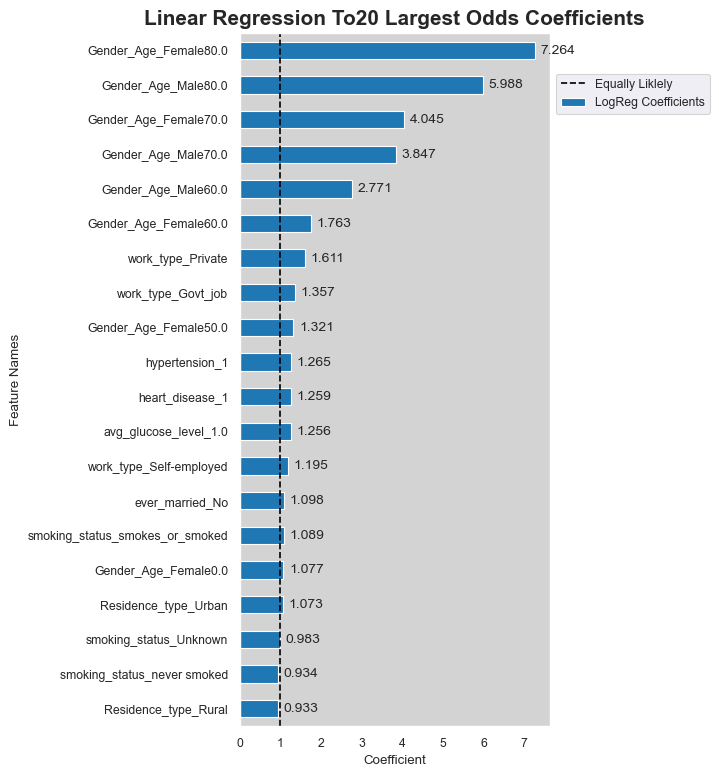 Linear Regression To20 Largest Odds Coefficients
Gender_Age_Female80.0 7.264
Gender_Age_Male80.0 5.988
Equally Liklely
LogReg Coefficients
Gender_Age_Female70.0 4.045
Gender_Age_Male70.0 3.847
Gender_Age_Male60.0 2.771
Gender_Age_Female60.0 1.763
work_type_Private 1.611
work_type_Govt_job 1.357
Gender_Age_Female50.0 1.321
Feature Names
hypertension_1 1.265
heart_disease_1 1.259
avg_glucose_level_1.0 1.256
work_type_Self-employed 1.195
ever_married_No 1.098
smoking_status_smokes_or_smoked 1.089
Gender_Age_Female0.0 1.077
Residence_type_Urban 1.073
smoking_status_Unknown 0.983
smoking_status_never smoked 0.934
Residence_type_Rural 0.933
0 1 2 3 4 5 6 7
Coefficient